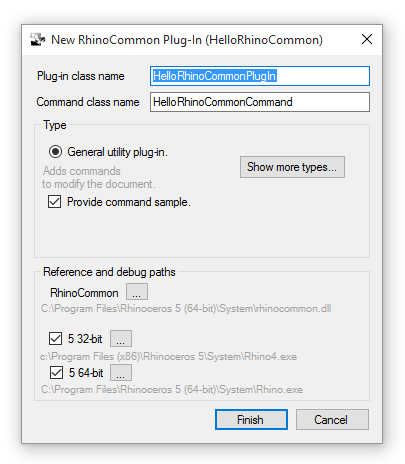 New RhinoCommon Plug-In (HelloRhinoCommon)
Plug-in class name HelloRhinoCommonPlugIn
Command class name HelloRhinoCommonCommand
Type
General utility plug-in.
Adds commands
to modify the document.
Show more types...
Provide command sample.
Reference and debug paths
RhinoCommon ...
C:\Program Files\Rhinoceros 5 (64-bit)\System\rhinocommon.dll
5 32-bit ...
c:\Program Files (x86)\Rhinoceros 5\System\Rhino4.exe
5 64-bit ...
C:\Program Files\Rhinoceros 5 (64-bit)\System\Rhino.exe
Finish Cancel